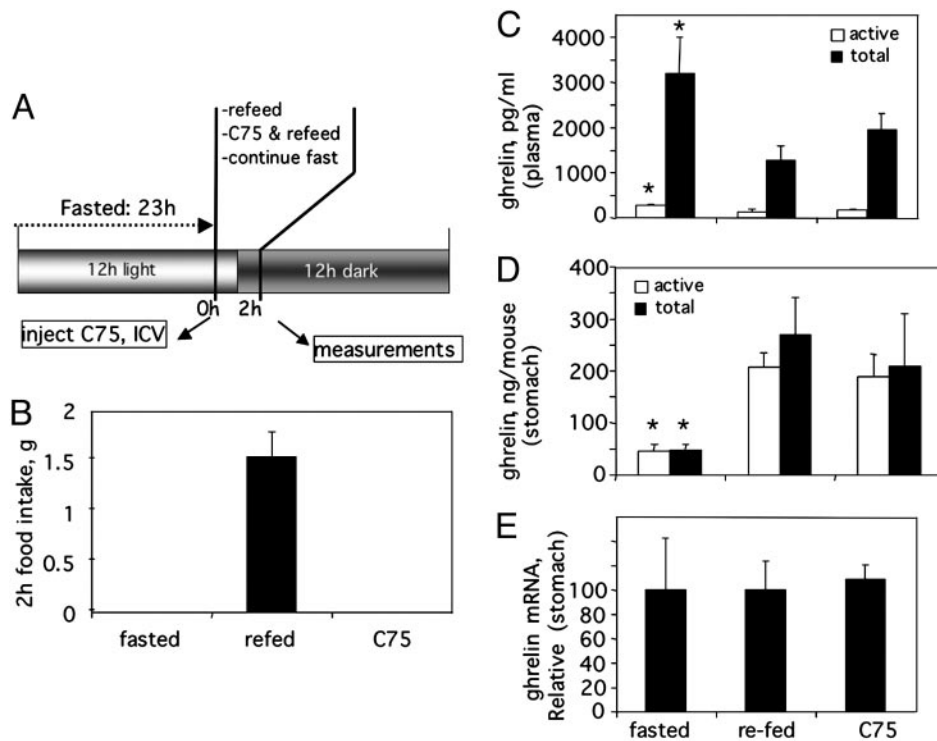 A
-refeed
-C75 & refeed
-continue fast
Fasted: 23h
12h light
12h dark
0h
2h
inject C75, ICV
measurements
B
2h food intake, g
2
1.5
1
0.5
0
fasted
refed
C75
C
ghrelin, pg/ml
(plasma)
4000
3000
2000
1000
0
active
total
*
*
D
ghrelin, ng/mouse
(stomach)
400
300
200
100
50
0
active
total
* *
E
ghrelin mRNA,
Relative (stomach)
100
80
60
40
20
0
fasted
re-fed
C75